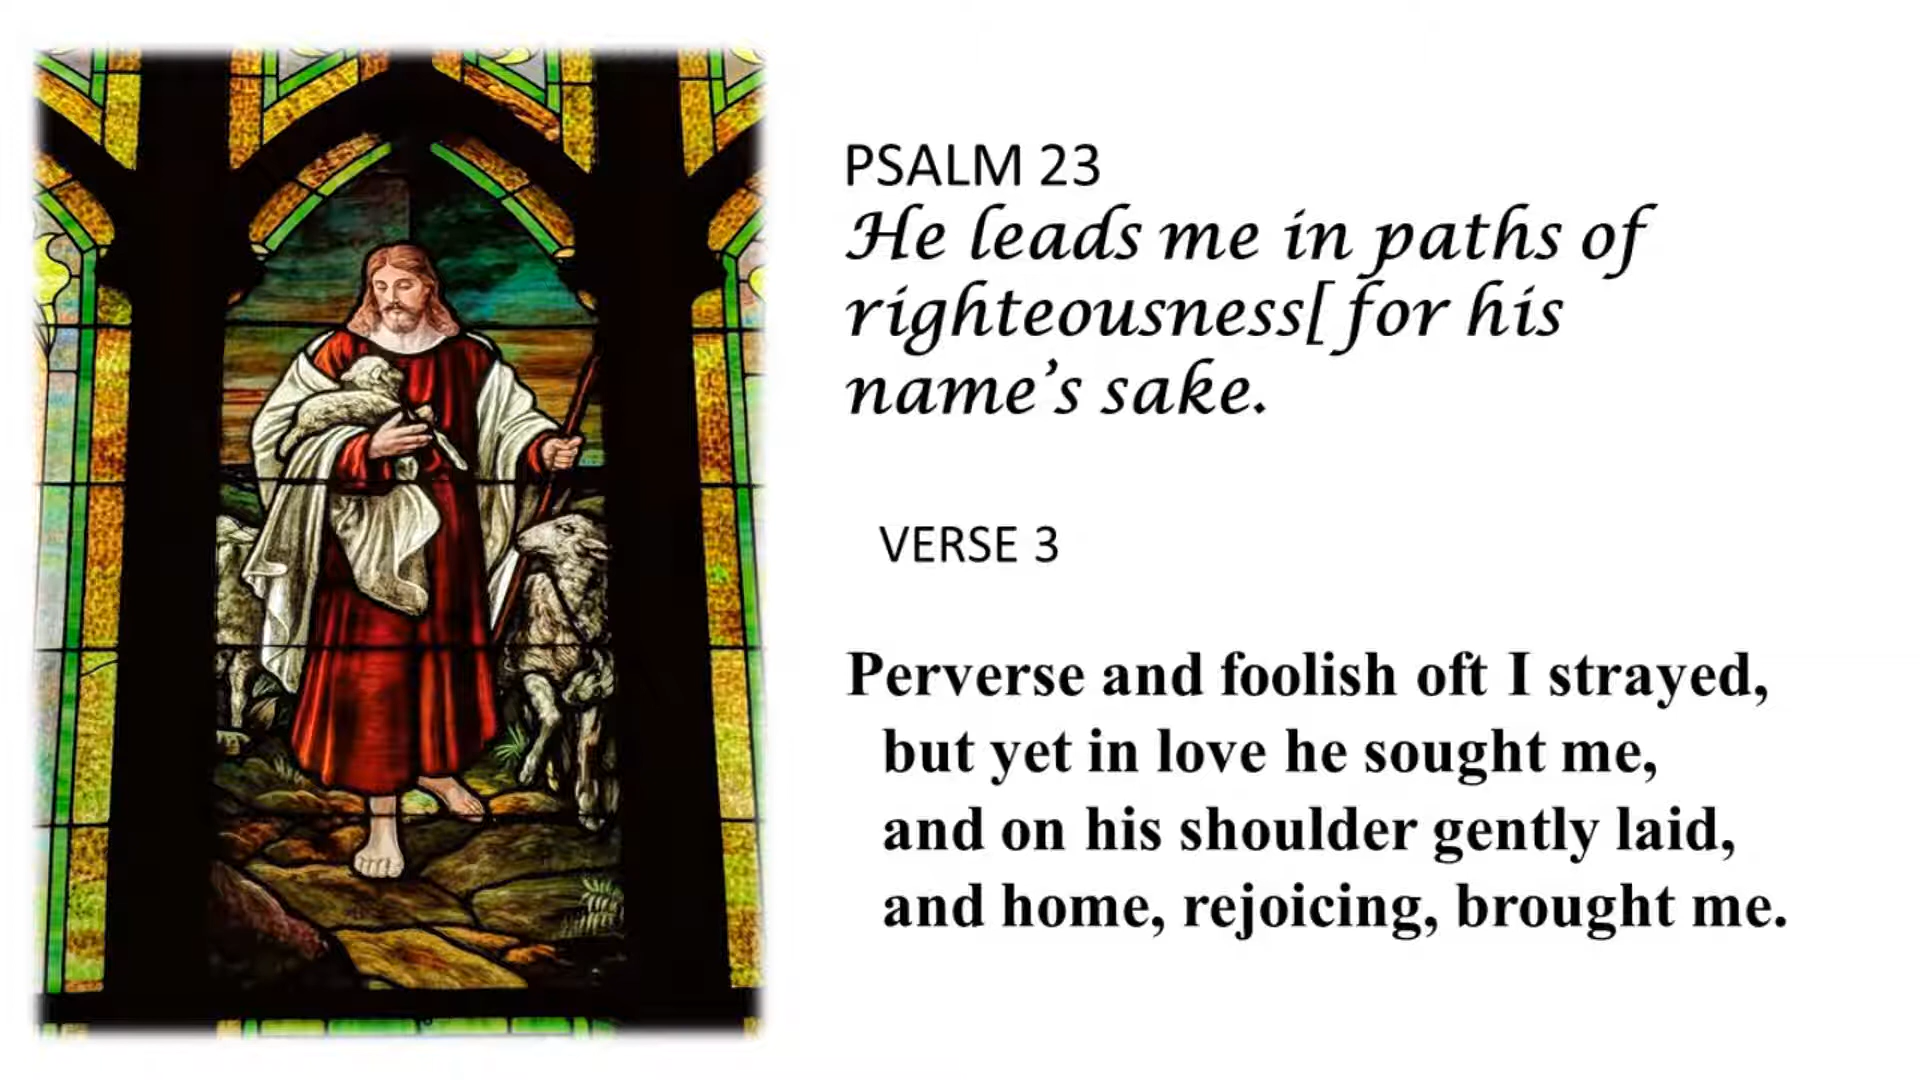 PSALM 23
He leads me in paths of
righteousness[ for his
name’s sake.
VERSE 3
Perverse and foolish oft I strayed,
but yet in love he sought me,
and on his shoulder gently laid,
and home, rejoicing, brought me.